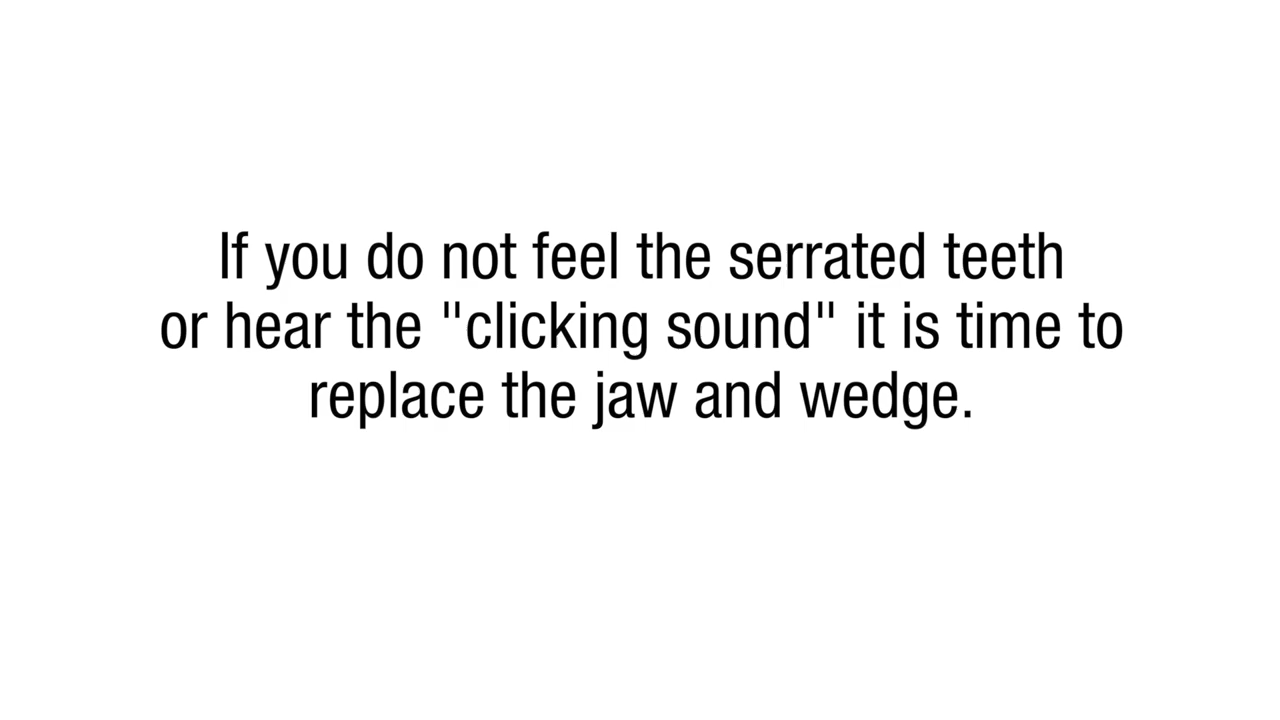 If you do not feel the serrated teeth
or hear the "clicking sound" it is time to
replace the jaw and wedge.